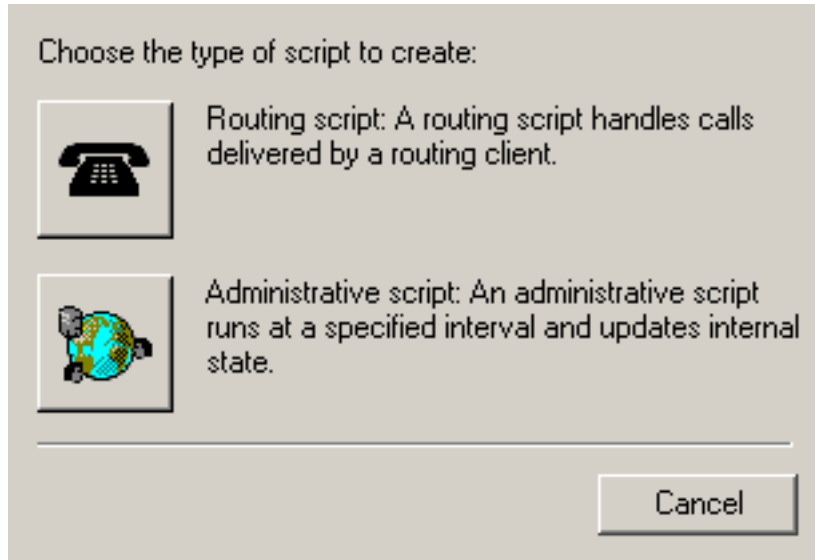 Choose the type of script to create:
Routing script: A routing script handles calls
delivered by a routing client.
Administrative script: An administrative script
runs at a specified interval and updates internal
state.
Cancel